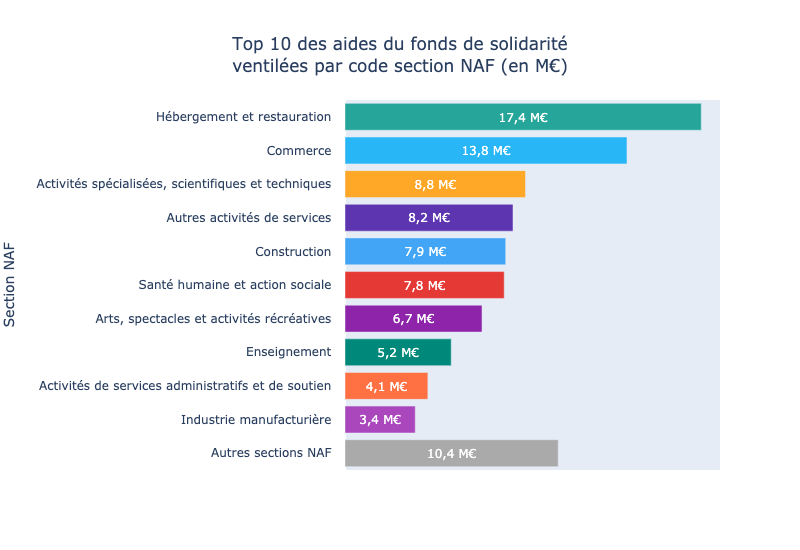 Top 10 des aides du fonds de solidarité
ventilées par code section NAF (en M€)
Section NAF
Hébergement et restauration 17,4 M€
Commerce 13,8 M€
Activités spécialisées, scientifiques et techniques 8,8 M€
Autres activités de services 8,2 M€
Construction 7,9 M€
Santé humaine et action sociale 7,8 M€
Arts, spectacles et activités récréatives 6,7 M€
Enseignement 5,2 M€
Activités de services administratifs et de soutien 4,1 M€
Industrie manufacturière 3,4 M€
Autres sections NAF 10,4 M€